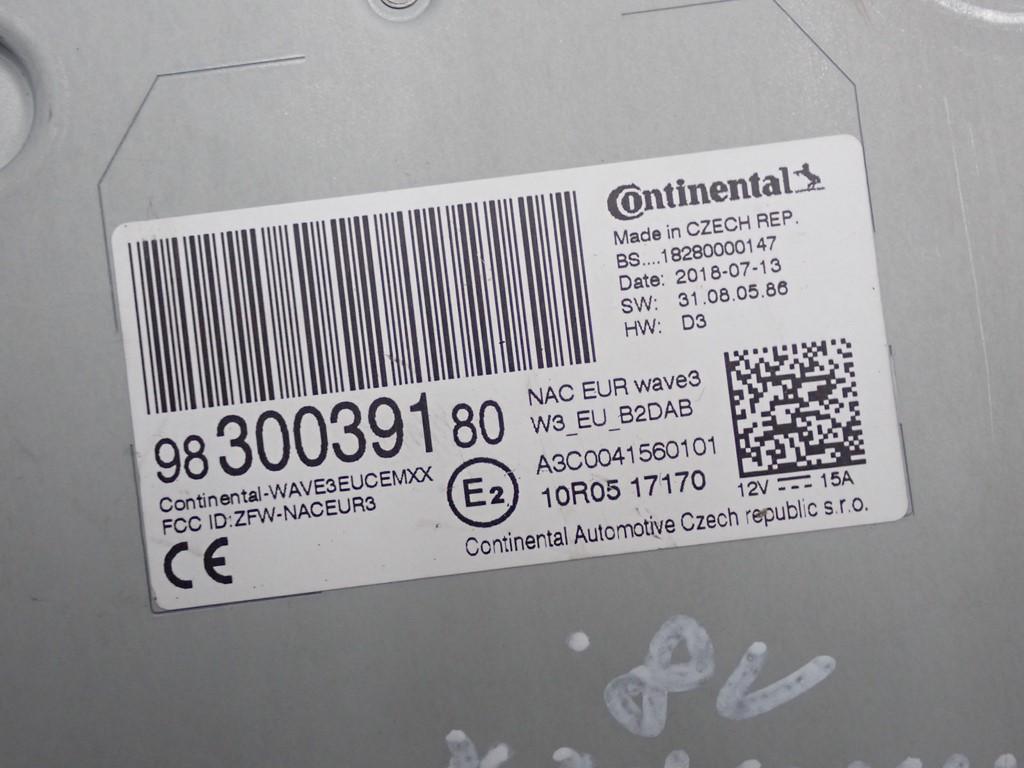 Continental
Made in CZECH REP.
BS....18280000147
Date: 2018-07-13
SW: 31.08.05.86
HW: D3
98 300391 80
NAC EUR wave3
W3_EU_B2DAB
Continental-WAVE3EUCEMXX
FCC ID:ZFW-NACEUR3
CE
E2
A3C0041560101
10R05 17170
12V 15A
Continental Automotive Czech republic s.r.o.